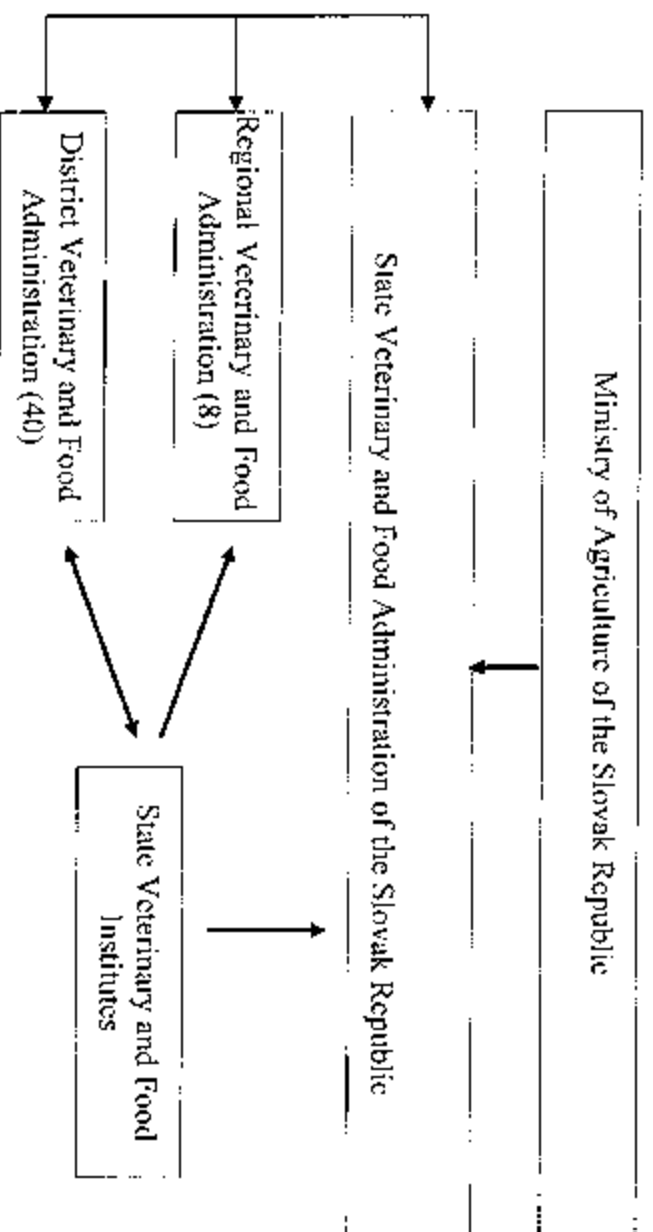 Ministry of Agriculture of the Slovak Republic
State Veterinary and Food Administration of the Slovak Republic
Regional Veterinary and Food
Administration (8)
District Veterinary and Food
Administration (40)
State Veterinary and Food
Institutes